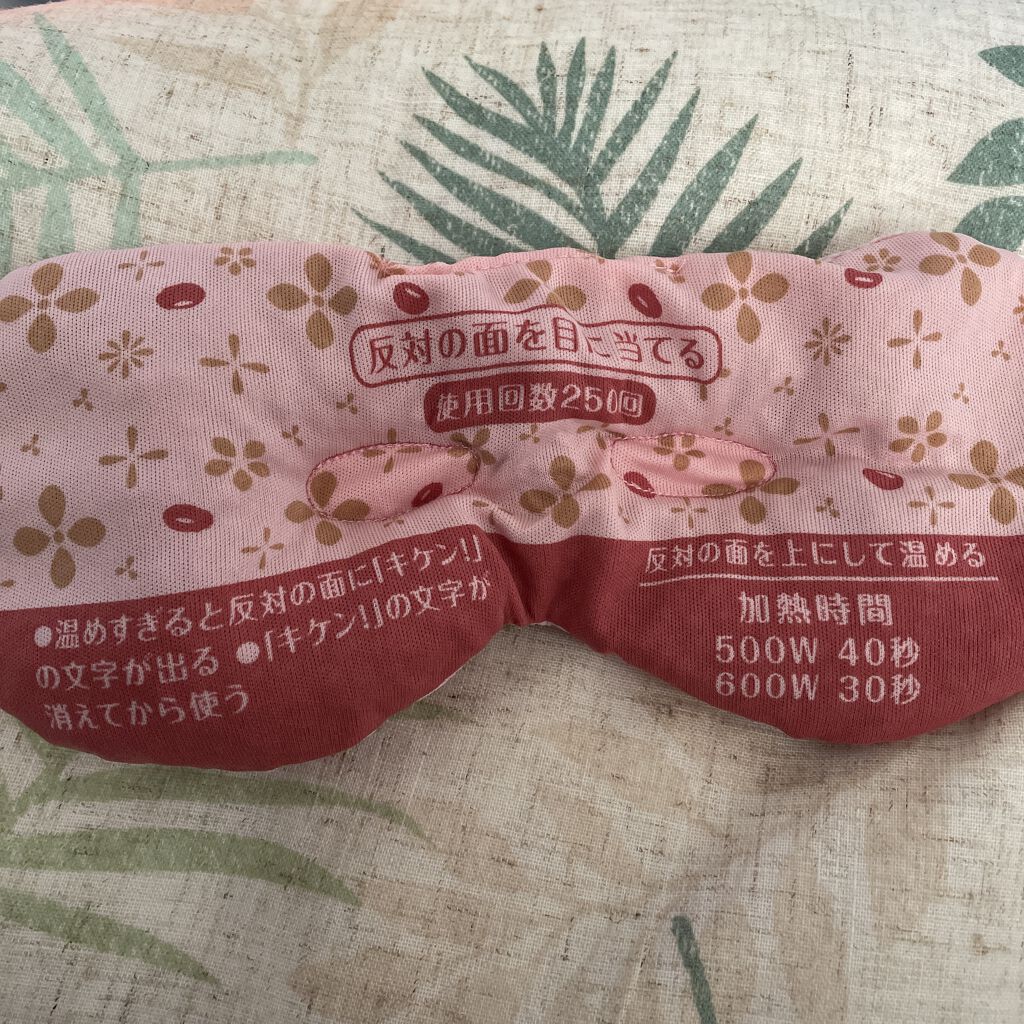 反対の面を目に当てる
使用回数250回
●温めすぎると反対の面に「キケン!」
の文字が出る ●「キケン!」の文字が
消えてから使う
反対の面を上にして温める
加熱時間
500W 40秒
600W 30秒